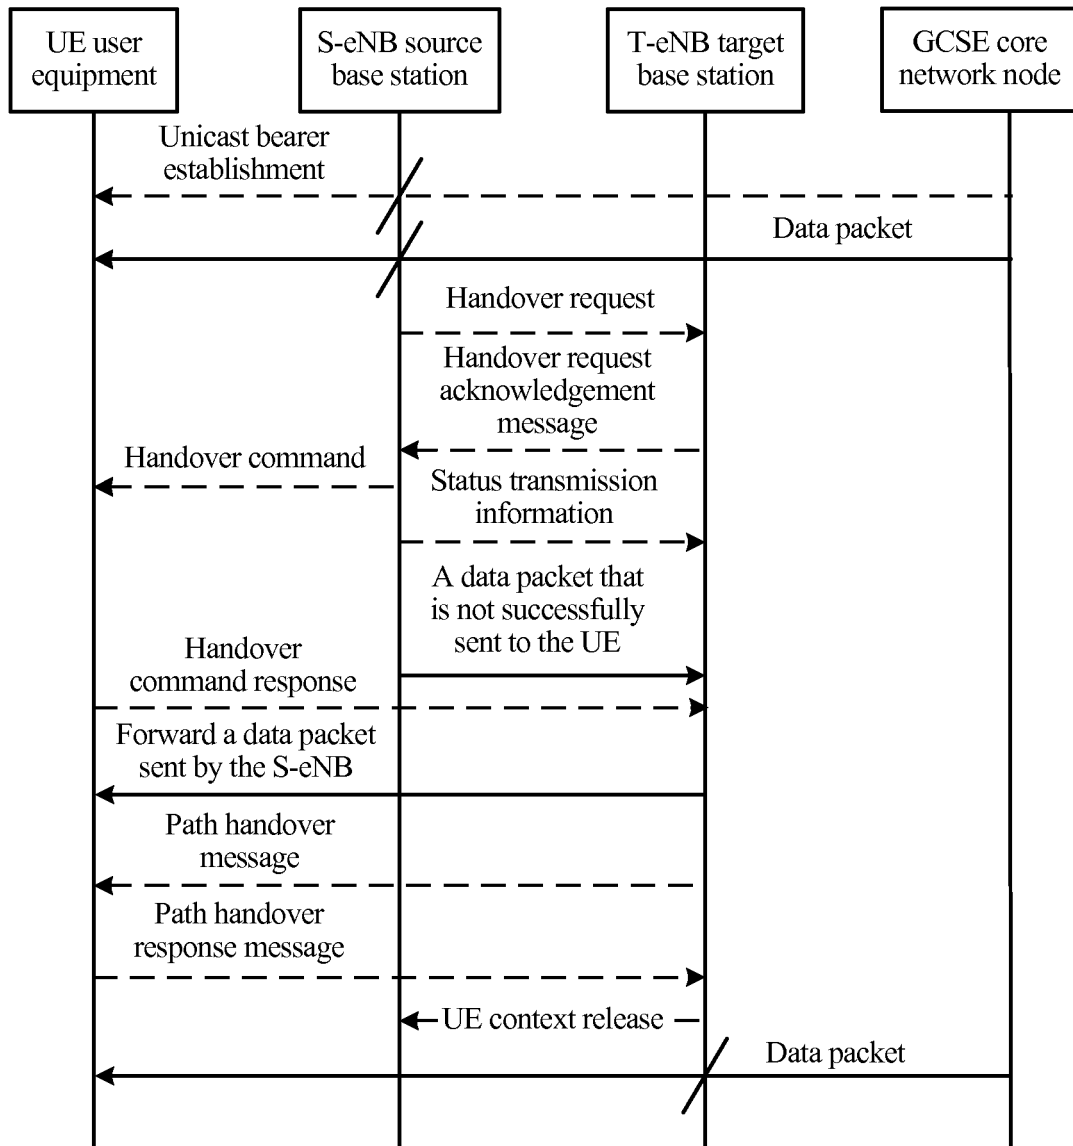 UE user
equipment
S-eNB source
base station
T-eNB target
base station
GCSE core
network node
Unicast bearer
establishment
Data packet
Handover request
Handover request
acknowledgement
message
Handover command
Status transmission
information
A data packet that
is not successfully
sent to the UE
Handover
command response
Forward a data packet
sent by the S-eNB
Path handover
message
Path handover
response message
UE context release
Data packet